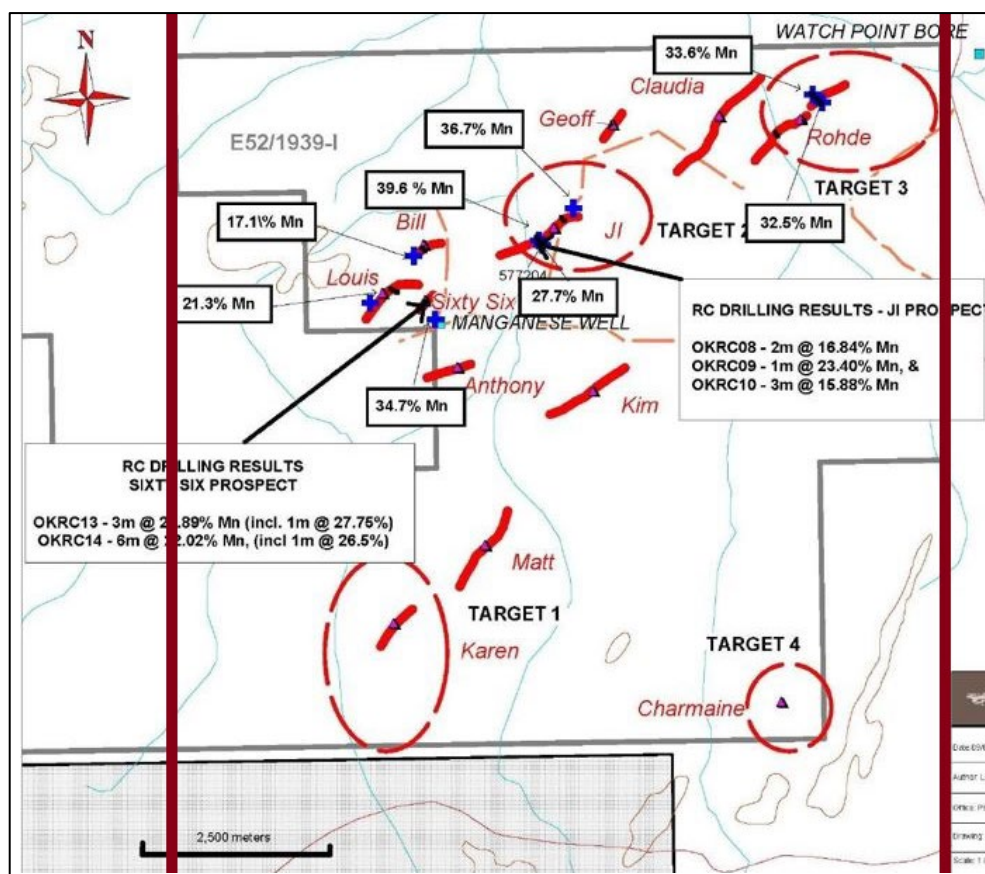 N
WATCH POINT BORE
33.6% Mn
Claudia
Geoff
36.7% Mn
Rohde
E52/1939-I
TARGET 3
39.6 % Mn
17.1% Mn
Bill
JI
TARGET 2
32.5% Mn
577204
Louis
21.3% Mn
Sixty Six
27.7% Mn
MANGANESE WELL
RC DRILLING RESULTS - JI PROSPECT
OKRC08 - 2m @ 16.84% Mn
OKRC09 - 1m @ 23.40% Mn, &
OKRC10 - 3m @ 15.88% Mn
Anthony
34.7% Mn
Kim
RC DRILLING RESULTS
SIXTY SIX PROSPECT
OKRC13 - 3m @ .89% Mn (incl. 1m @ 27.75%)
OKRC14 - 6m @ 2.02% Mn, (incl 1m @ 26.5%)
Matt
TARGET 1
Karen
TARGET 4
Charmaine
2,500 meters
Author: L
Drawing: